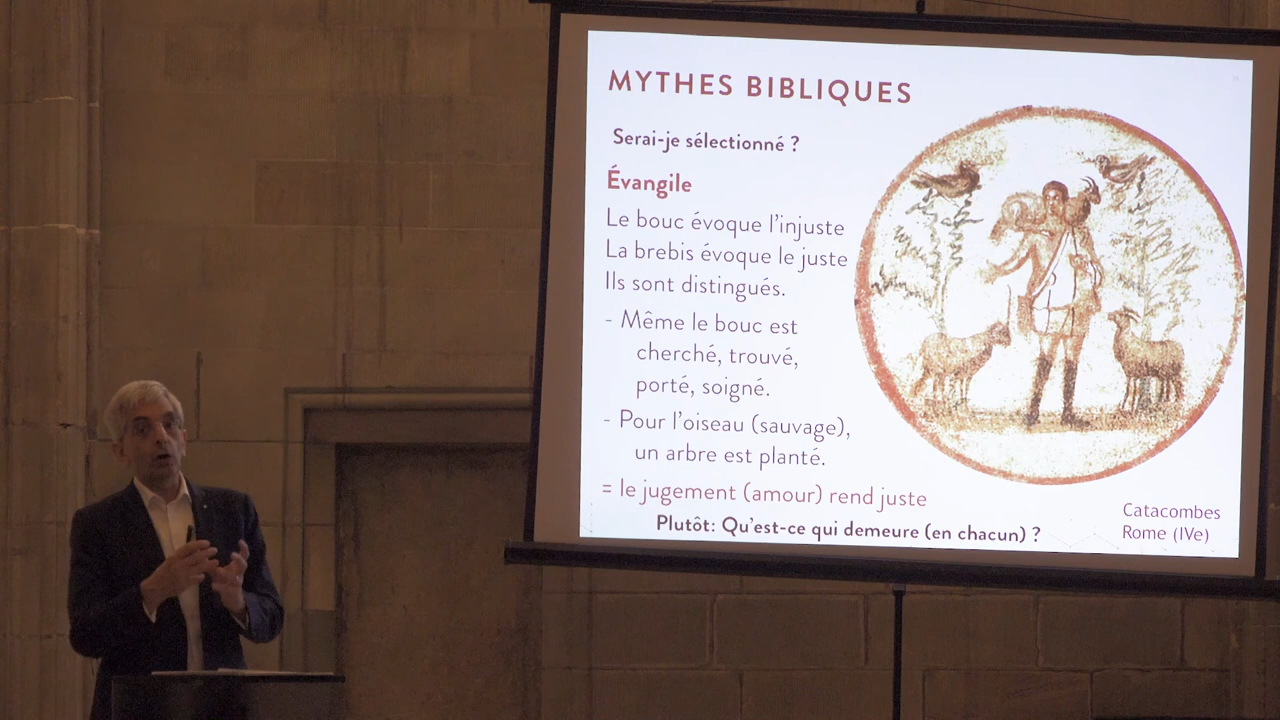 MYTHES BIBLIQUES
Serai-je sélectionné ?
Évangile
Le bouc évoque l'injuste
La brebis évoque le juste
Ils sont distingués.
- Même le bouc est
cherché, trouvé,
porté, soigné.
- Pour l'oiseau (sauvage),
un arbre est planté.
= le jugement (amour) rend juste
Plutôt: Qu'est-ce qui demeure (en chacun) ?
Catacombes
Rome (IVe)